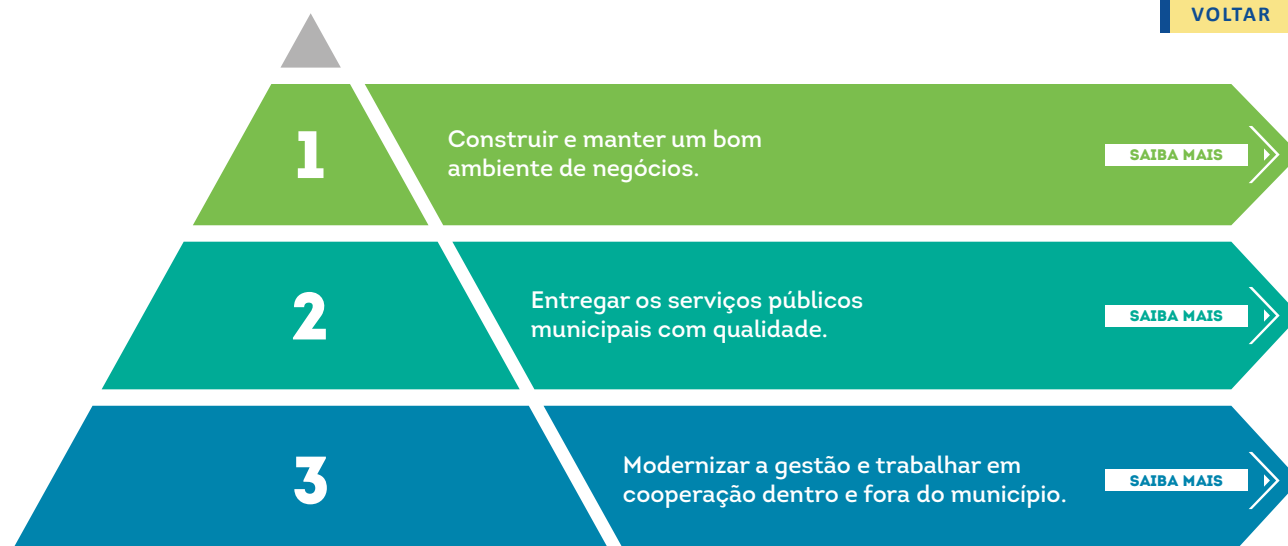 VOLTAR
1
Construir e manter um bom
ambiente de negócios.
SAIBA MAIS
2
Entregar os serviços públicos
municipais com qualidade.
SAIBA MAIS
3
Modernizar a gestão e trabalhar em
cooperação dentro e fora do município.
SAIBA MAIS